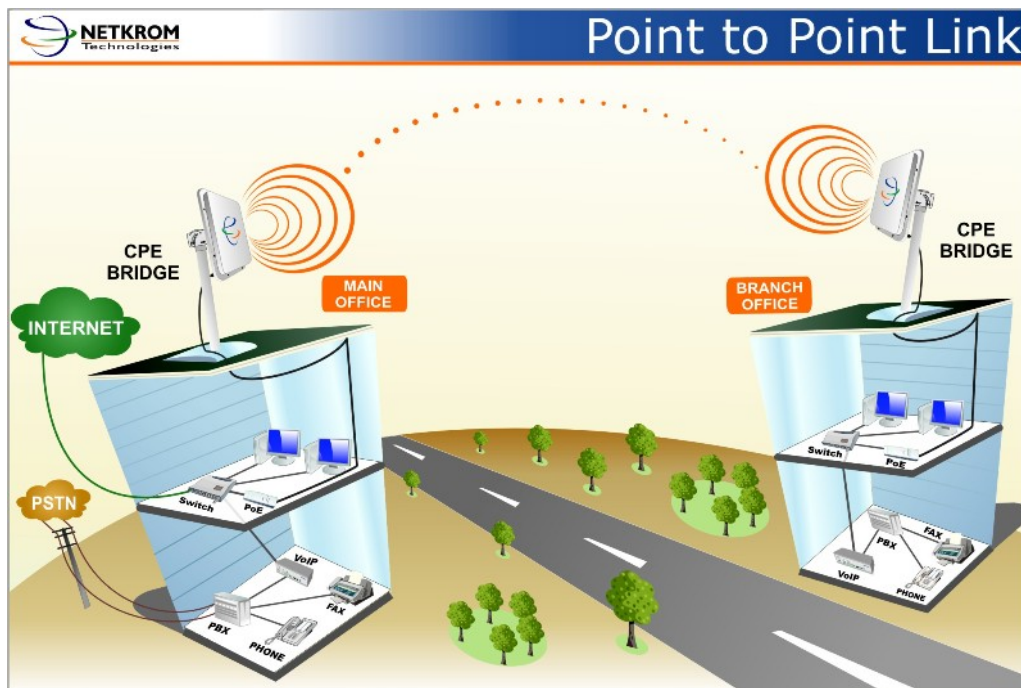 NETKROM
Technologies
Point to Point Link
CPE
BRIDGE
CPE
BRIDGE
MAIN
OFFICE
BRANCH
OFFICE
INTERNET
Switch
PoE
Switch
PoE
PSTN
VoIP
FAX
PBX
PHONE
PBX
FAX
VoIP
PHONE